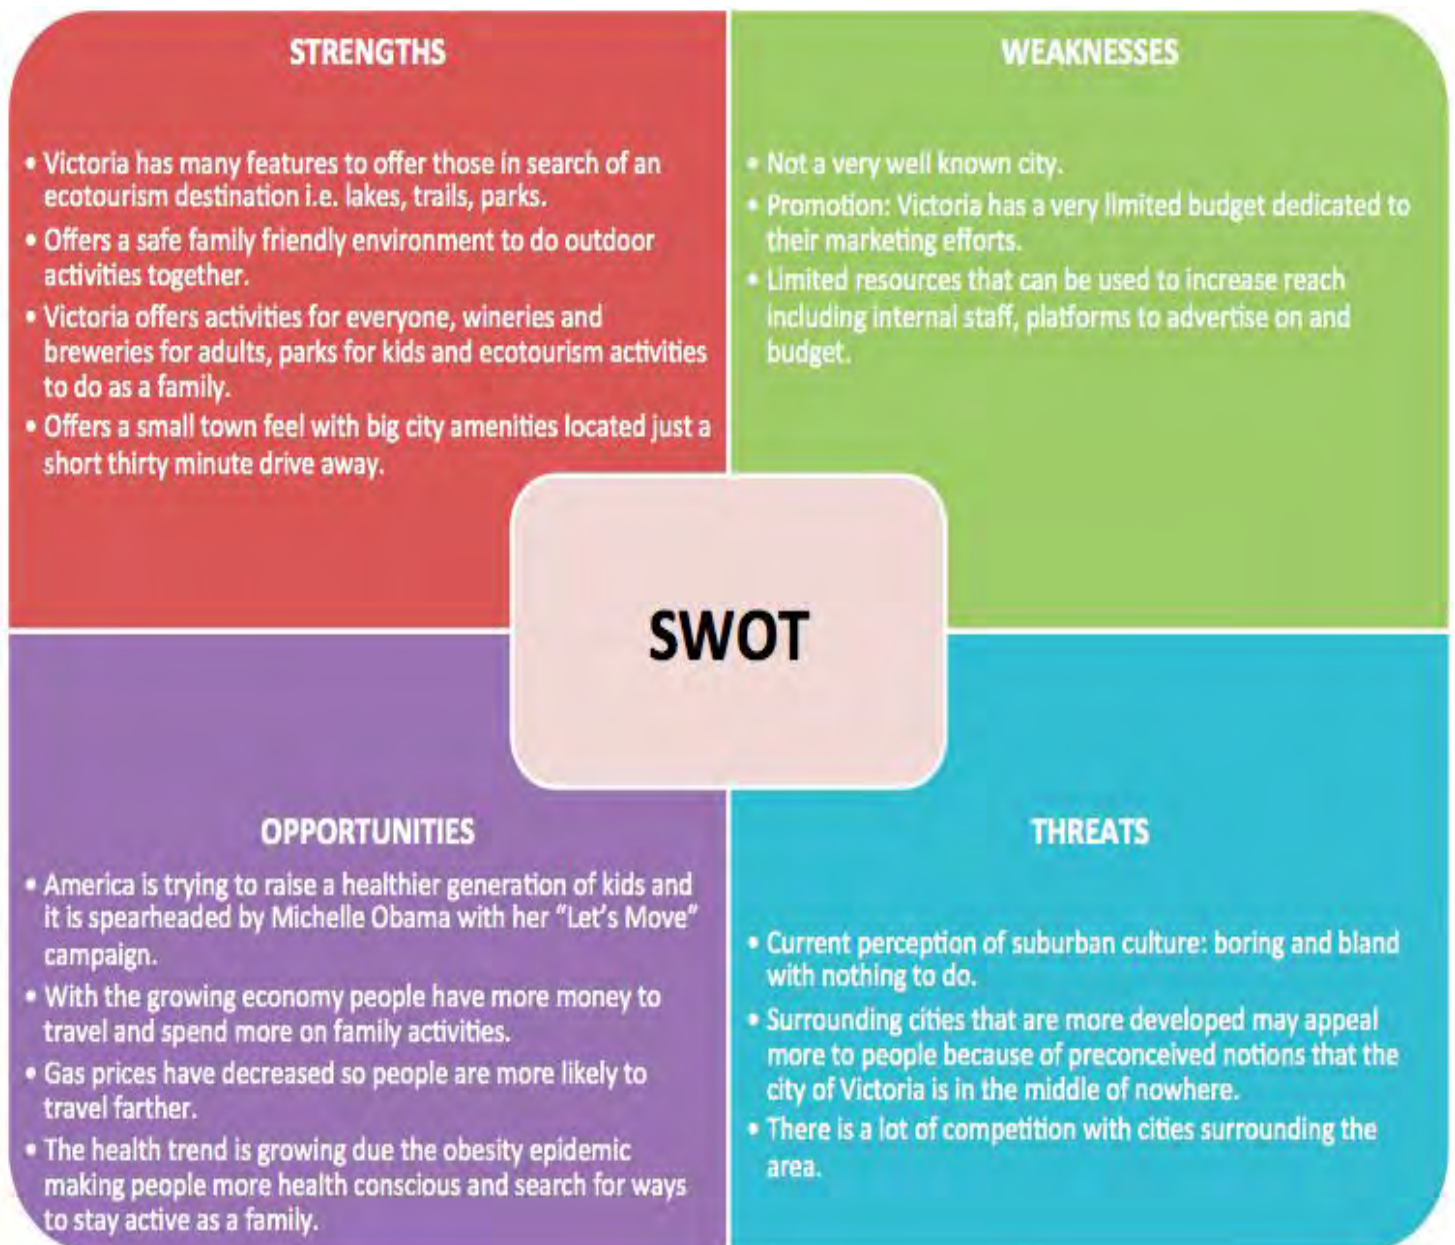 STRENGTHS
• Victoria has many features to offer those in search of an
ecotourism destination i.e. lakes, trails, parks.
• Offers a safe family friendly environment to do outdoor
activities together.
• Victoria offers activities for everyone, wineries and
breweries for adults, parks for kids and ecotourism activities
to do as a family.
• Offers a small town feel with big city amenities located just a
short thirty minute drive away.
WEAKNESSES
• Not a very well known city.
• Promotion: Victoria has a very limited budget dedicated to
their marketing efforts.
• Limited resources that can be used to increase reach
including internal staff, platforms to advertise on and
budget.
SWOT
OPPORTUNITIES
• America is trying to raise a healthier generation of kids and
it is spearheaded by Michelle Obama with her “Let’s Move”
campaign.
• With the growing economy people have more money to
travel and spend more on family activities.
• Gas prices have decreased so people are more likely to
travel farther.
• The health trend is growing due the obesity epidemic
making people more health conscious and search for ways
to stay active as a family.
THREATS
• Current perception of suburban culture: boring and bland
with nothing to do.
• Surrounding cities that are more developed may appeal
more to people because of preconceived notions that the
city of Victoria is in the middle of nowhere.
• There is a lot of competition with cities surrounding the
area.